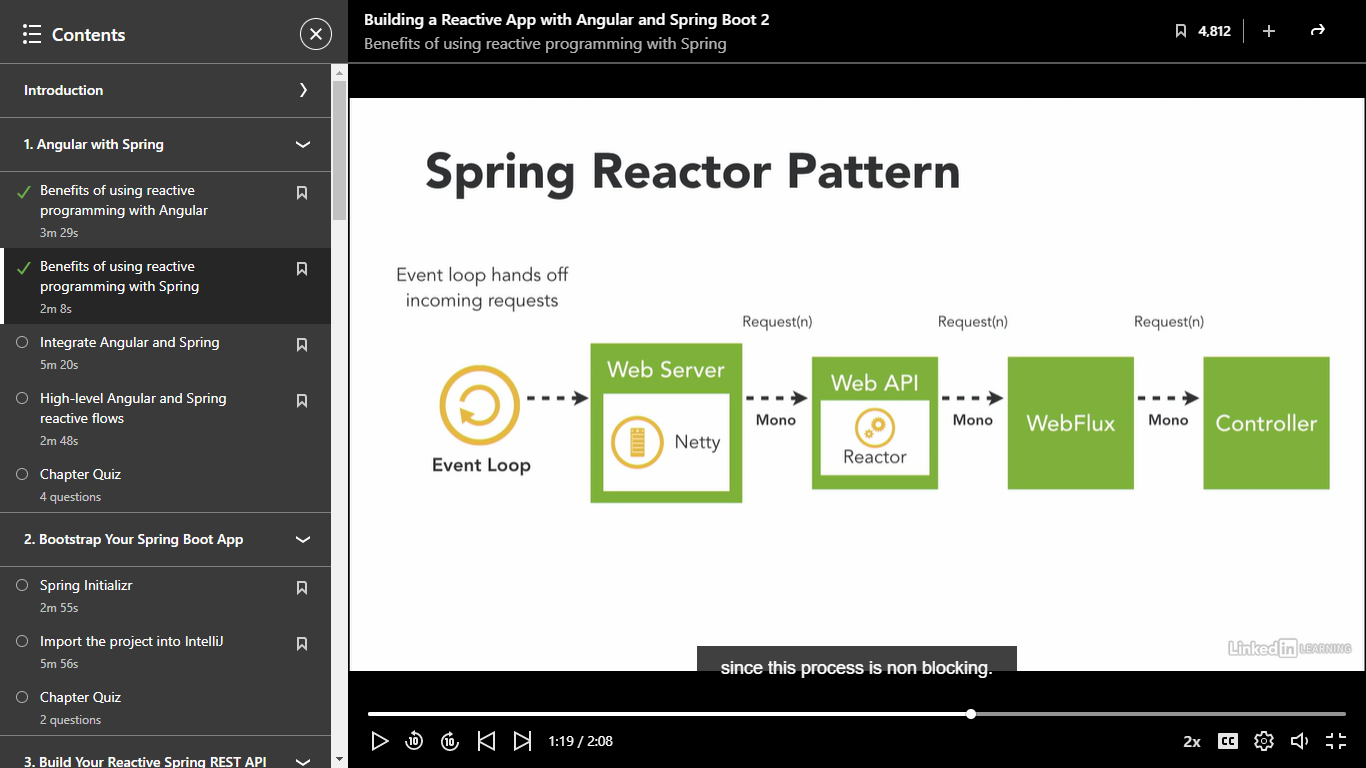 Contents
Introduction
1. Angular with Spring
Benefits of using reactive
programming with Angular
3m 29s
Benefits of using reactive
programming with Spring
2m 8s
Integrate Angular and Spring
5m 20s
High-level Angular and Spring
reactive flows
2m 48s
Chapter Quiz
4 questions
2. Bootstrap Your Spring Boot App
Spring Initializr
2m 55s
Import the project into IntelliJ
5m 56s
Chapter Quiz
2 questions
3. Build Your Reactive Spring REST API
Building a Reactive App with Angular and Spring Boot 2
Benefits of using reactive programming with Spring
4,812
Spring Reactor Pattern
Event loop hands off
incoming requests
Event Loop
Web Server
Netty
Request(n)
Mono
Web API
Reactor
Request(n)
Mono
WebFlux
Request(n)
Mono
Controller
LinkedIn LEARNING
since this process is non blocking.
10
10
1:19 / 2:08
2x
CC